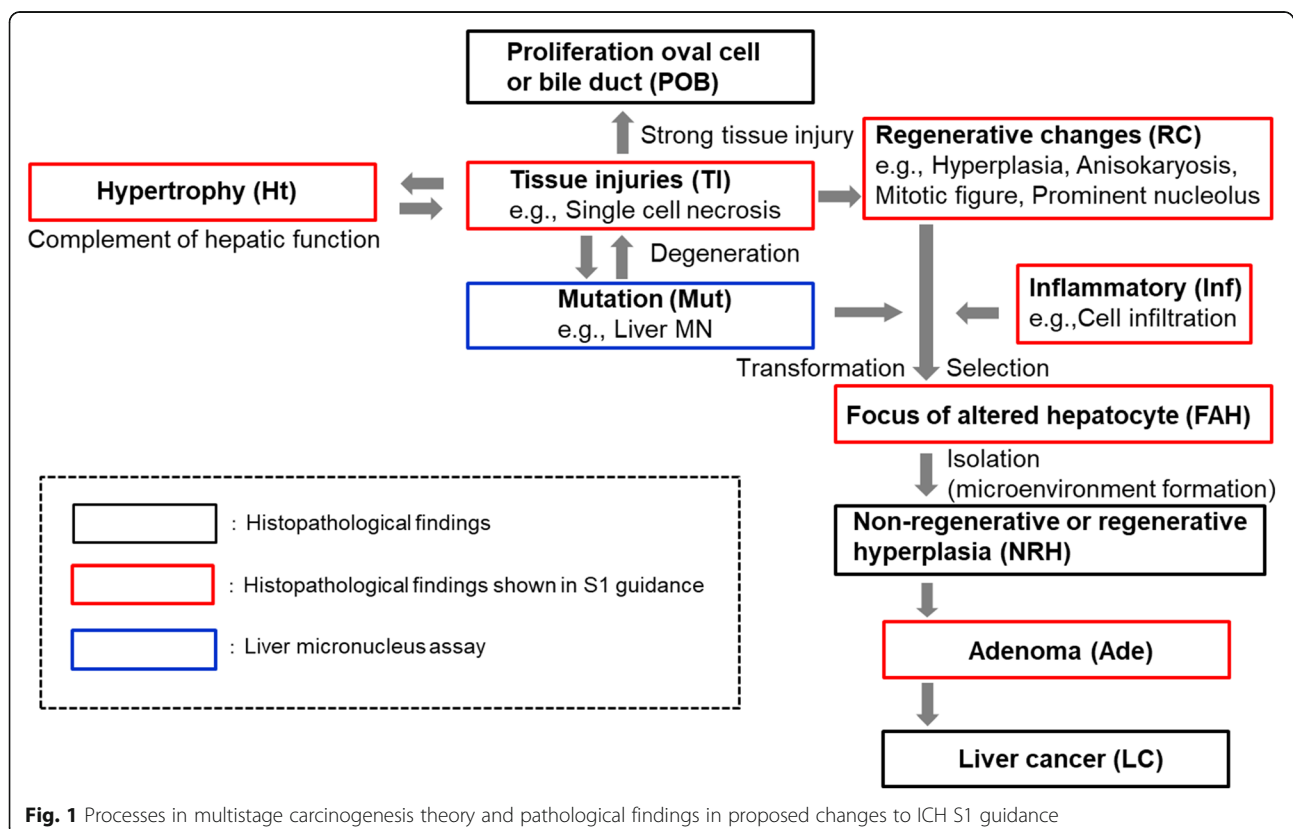 Proliferation oval cell
or bile duct (POB)
Strong tissue injury
Regenerative changes (RC)
e.g., Hyperplasia, Anisokaryosis,
Mitotic figure, Prominent nucleolus
Hypertrophy (Ht)
Complement of hepatic function
Tissue injuries (TI)
e.g., Single cell necrosis
Degeneration
Mutation (Mut)
e.g., Liver MN
Inflammatory (Inf)
e.g.,Cell infiltration
Transformation
Selection
Focus of altered hepatocyte (FAH)
Isolation
(microenvironment formation)
Non-regenerative or regenerative
hyperplasia (NRH)
Adenoma (Ade)
Liver cancer (LC)
: Histopathological findings
: Histopathological findings shown in S1 guidance
: Liver micronucleus assay
Fig. 1 Processes in multistage carcinogenesis theory and pathological findings in proposed changes to ICH S1 guidance